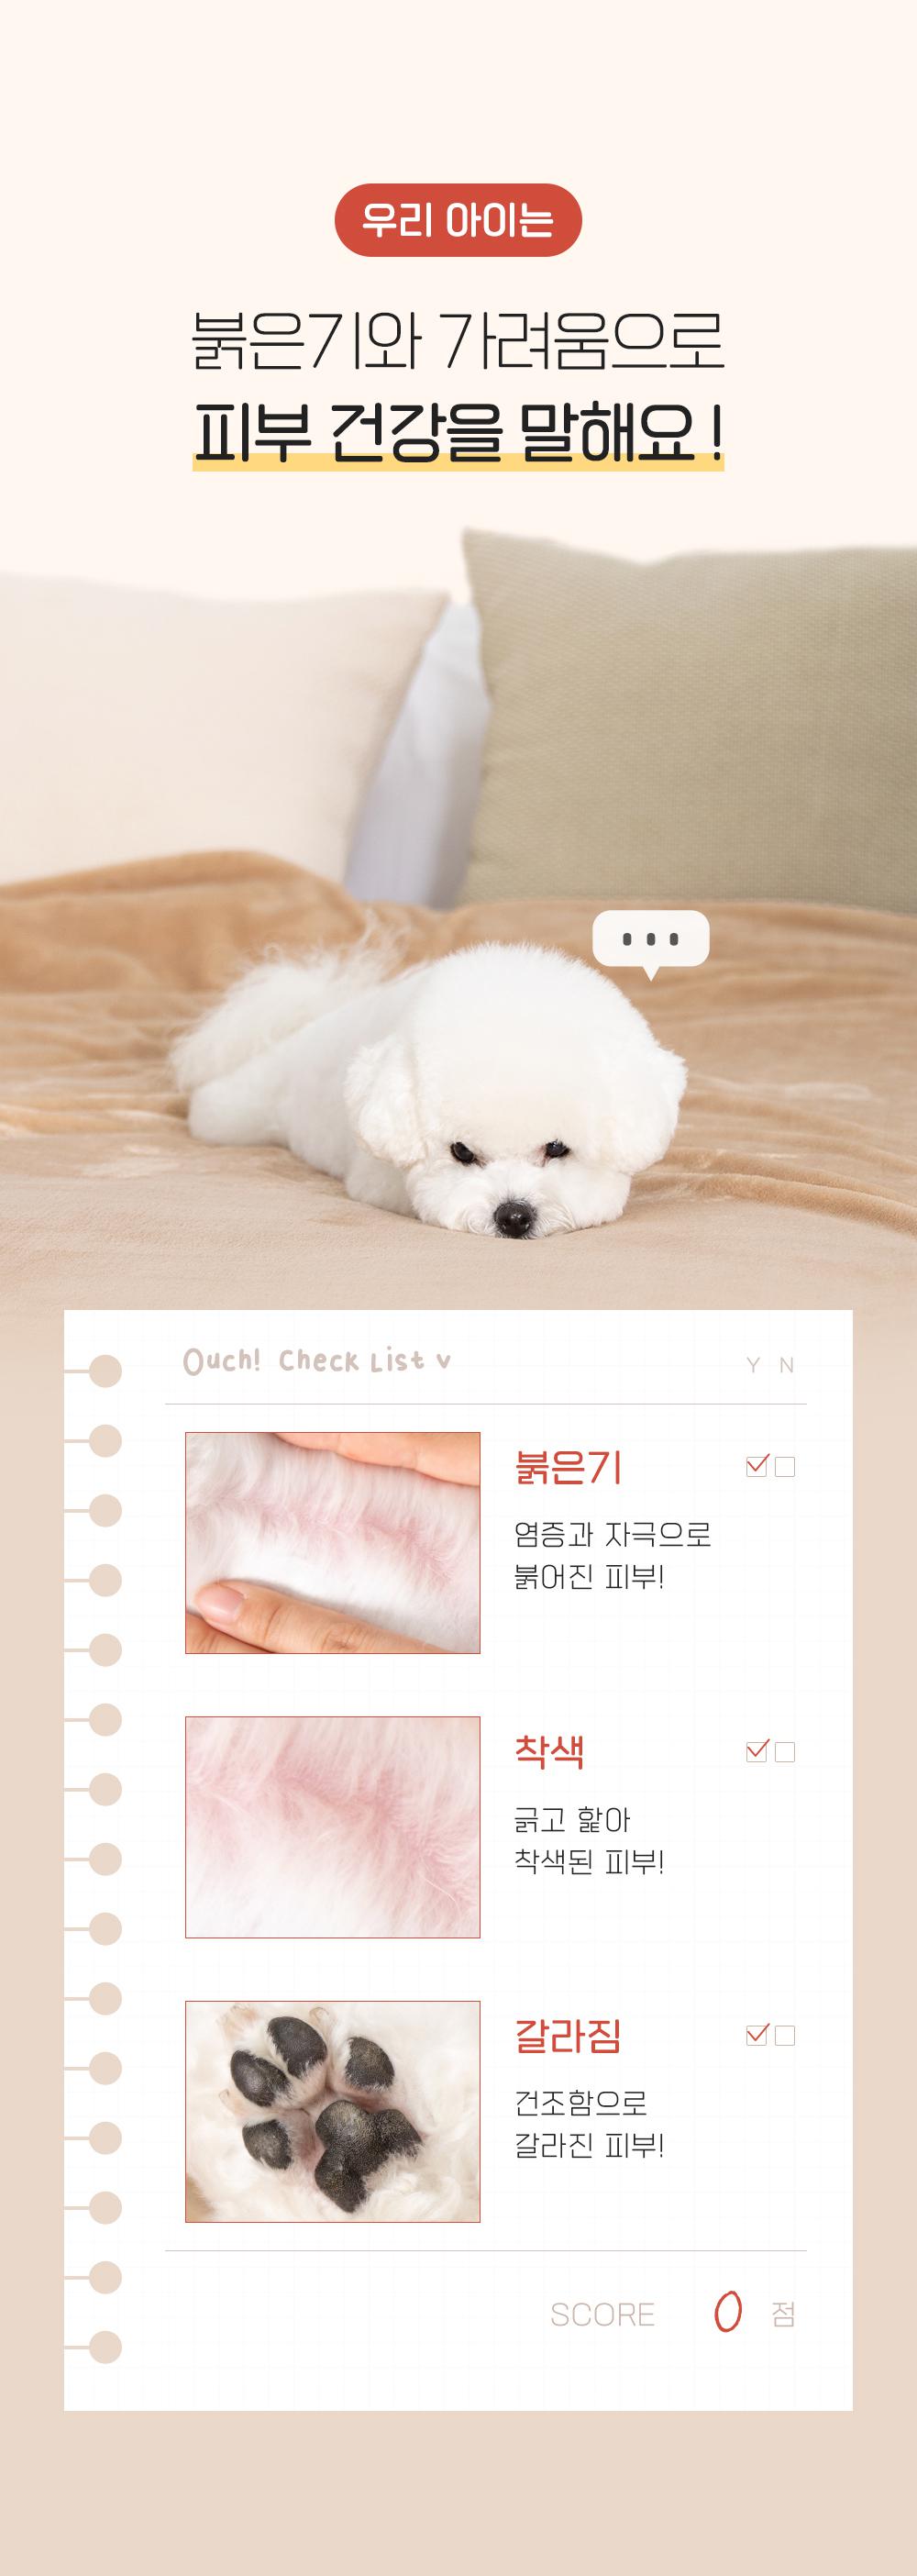 우리 아이는
붉은기와 가려움으로
피부 건강을 말해요!
Ouch! Check List v
Y N
붉은기
염증과 자극으로
붉어진 피부!
착색
긁고 핥아
착색된 피부!
갈라짐
건조함으로
갈라진 피부!
SCORE 0 점